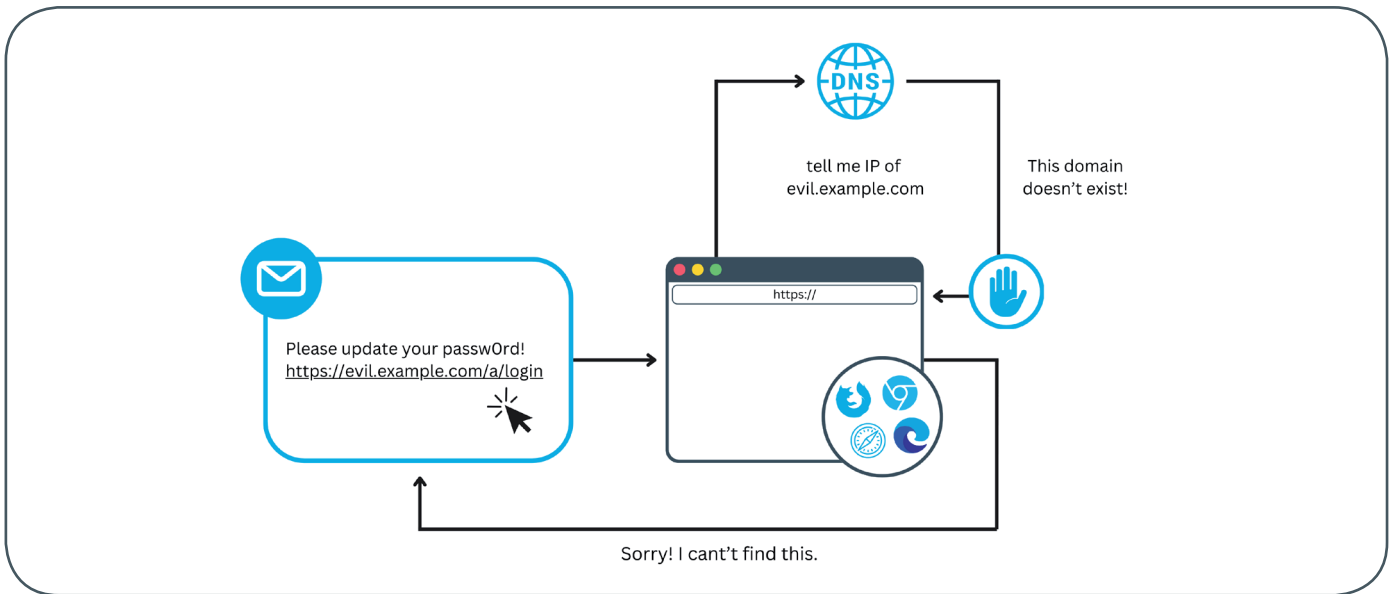 DNS
tell me IP of
evil.example.com
This domain
doesn’t exist!
https://
Please update your passw0rd!
https://evil.example.com/a/login
Sorry! I cant’t find this.